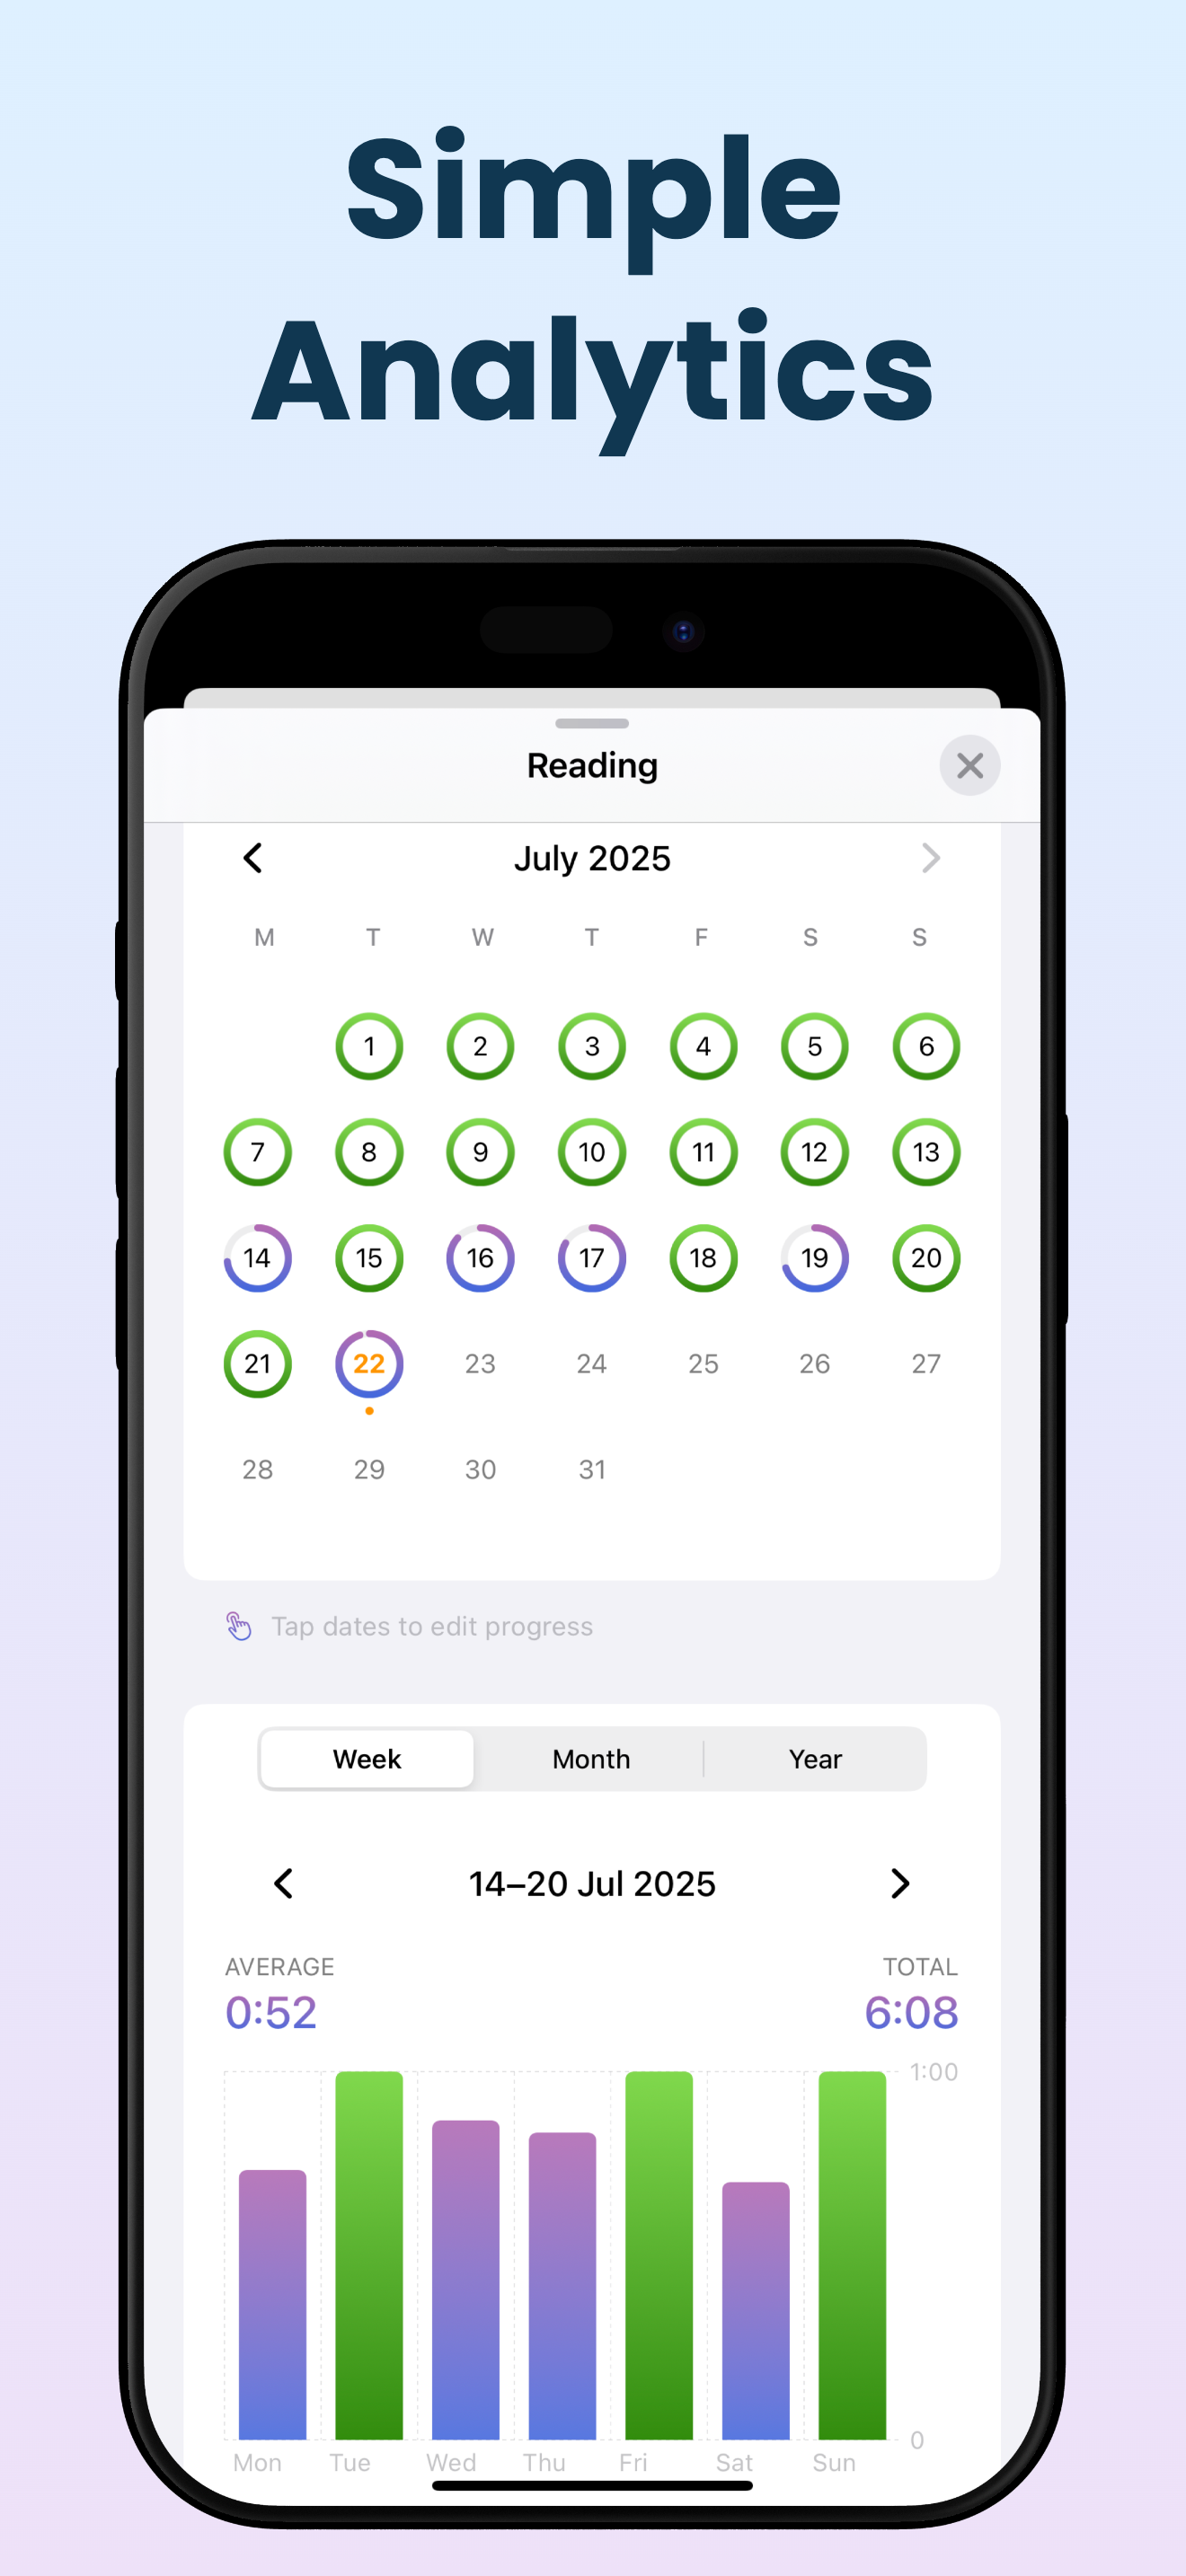 Simple
Analytics
Reading
July 2025
M T W T F S S
1 2 3 4 5 6
7 8 9 10 11 12 13
14 15 16 17 18 19 20
21 22 23 24 25 26 27
28 29 30 31
Tap dates to edit progress
Week Month Year
14–20 Jul 2025
AVERAGE TOTAL
0:52 6:08
1:00
0
Mon Tue Wed Thu Fri Sat Sun